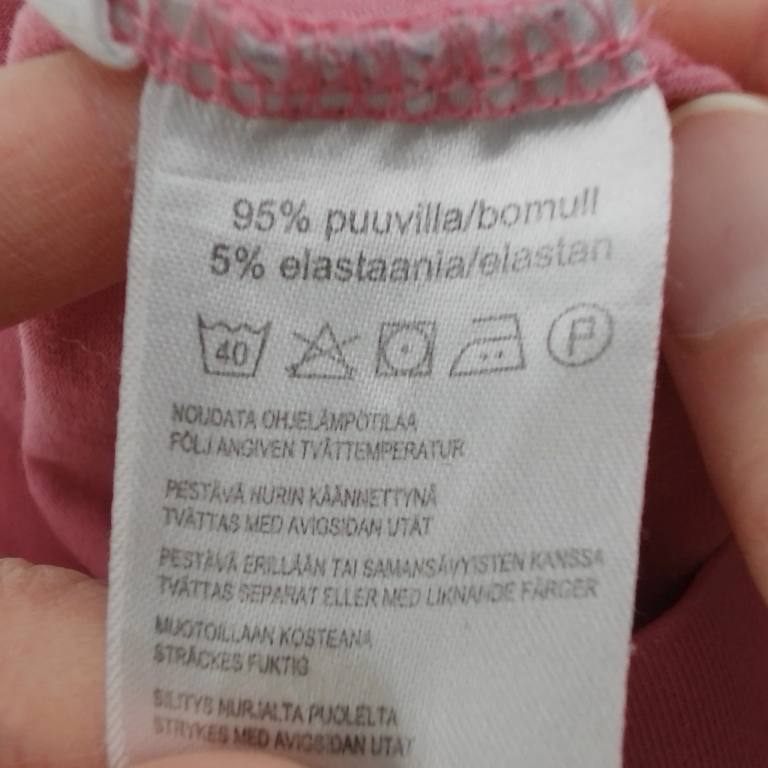 95% puuvilla/bomull
5% elastaania/elastan
40 P
NOUDATA OHJELÄMPÖTILAA
FÖLJ ANGIVEN TVÄTTEMPERATUR
PESTÄVÄ NURIN KÄÄNNETTYNÄ
TVÄTTAS MED AVIGSIDAN UTÅT
PESTÄVÄ ERILLÄÄN TAI SAMANSÄVYISTEN KANSSA
TVÄTTAS SEPARAT ELLER MED LIKNANDE FÄRGER
MUOTOILLAAN KOSTEANA
STRÄCKES FUKTIG
SILITYS NURJALTA PUOLELTA
STRYKES MED AVIGSIDAN UTÅT